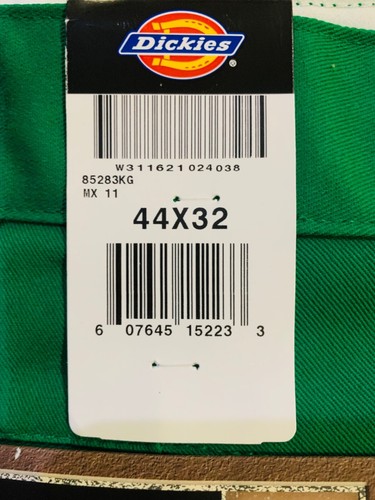 Dickies®
W311621024038
85283KG
MX 11
44X32
6 07645 15223 3